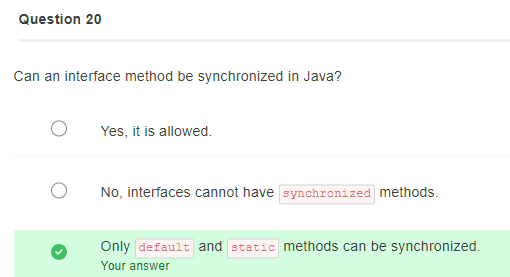 Question 20
Can an interface method be synchronized in Java?
Yes, it is allowed.
No, interfaces cannot have synchronized methods.
Only default and static methods can be synchronized.
Your answer